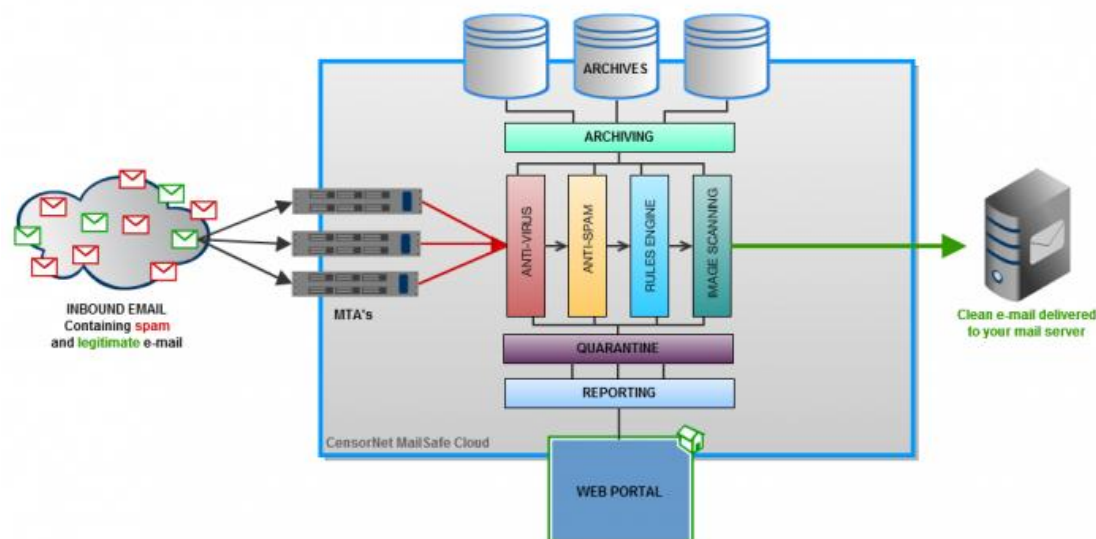 ARCHIVES
ARCHIVING
ANTI-VIRUS
ANTI-SPAM
RULES ENGINE
IMAGE SCANNING
INBOUND EMAIL
Containing spam
and legitimate e-mail
MTA's
Clean e-mail delivered
to your mail server
QUARANTINE
REPORTING
CensorNet MailSafe Cloud
WEB PORTAL